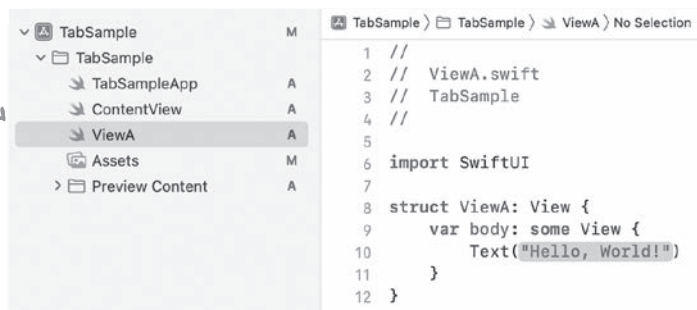 TabSample M
TabSample
TabSampleApp A
ContentView A
ViewA A
Assets M
Preview Content A
TabSample 〉 TabSample 〉 ViewA 〉 No Selection
1 //
2 //  ViewA.swift
3 //  TabSample
4 //
5
6 import SwiftUI
7
8 struct ViewA: View {
9     var body: some View {
10         Text("Hello, World!")
11     }
12 }